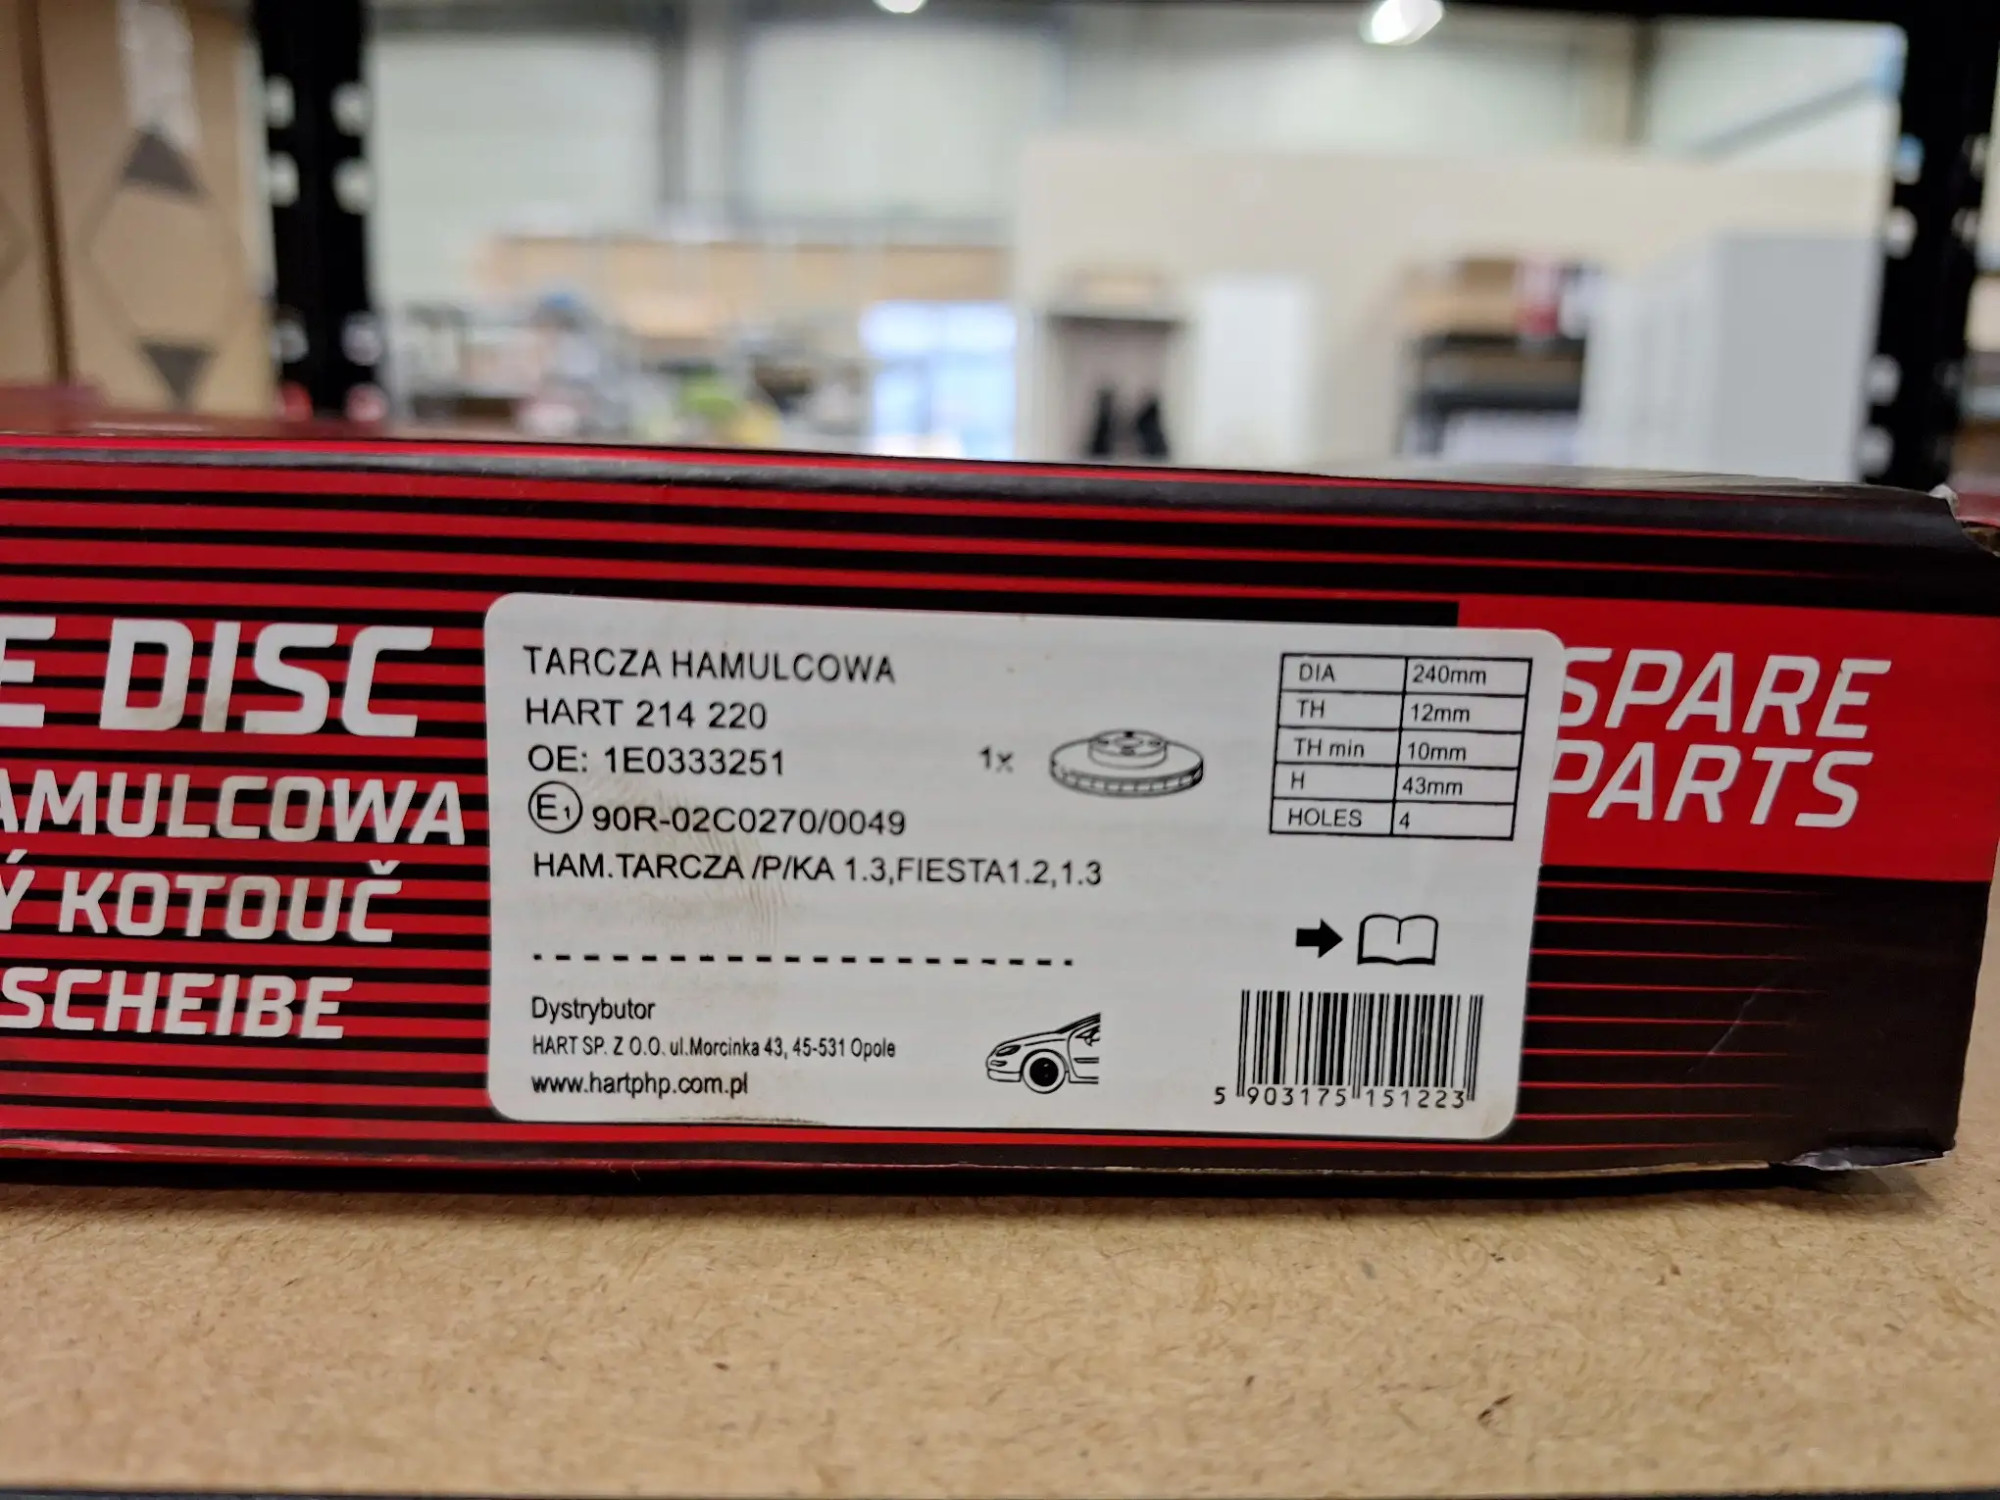 E DISC
AMULCOWA
Ý KOTOUČ
SCHEIBE
TARCZA HAMULCOWA
HART 214 220
OE: 1E0333251
E1 90R-02C0270/0049
HAM.TARCZA /P/KA 1.3,FIESTA1.2,1.3
1x
DIA 240mm
TH 12mm
TH min 10mm
H 43mm
HOLES 4
Dystrybutor
HART SP. Z O.O. ul.Morcinka 43, 45-531 Opole
www.hartphp.com.pl
5 903175 151223
SPARE
PARTS